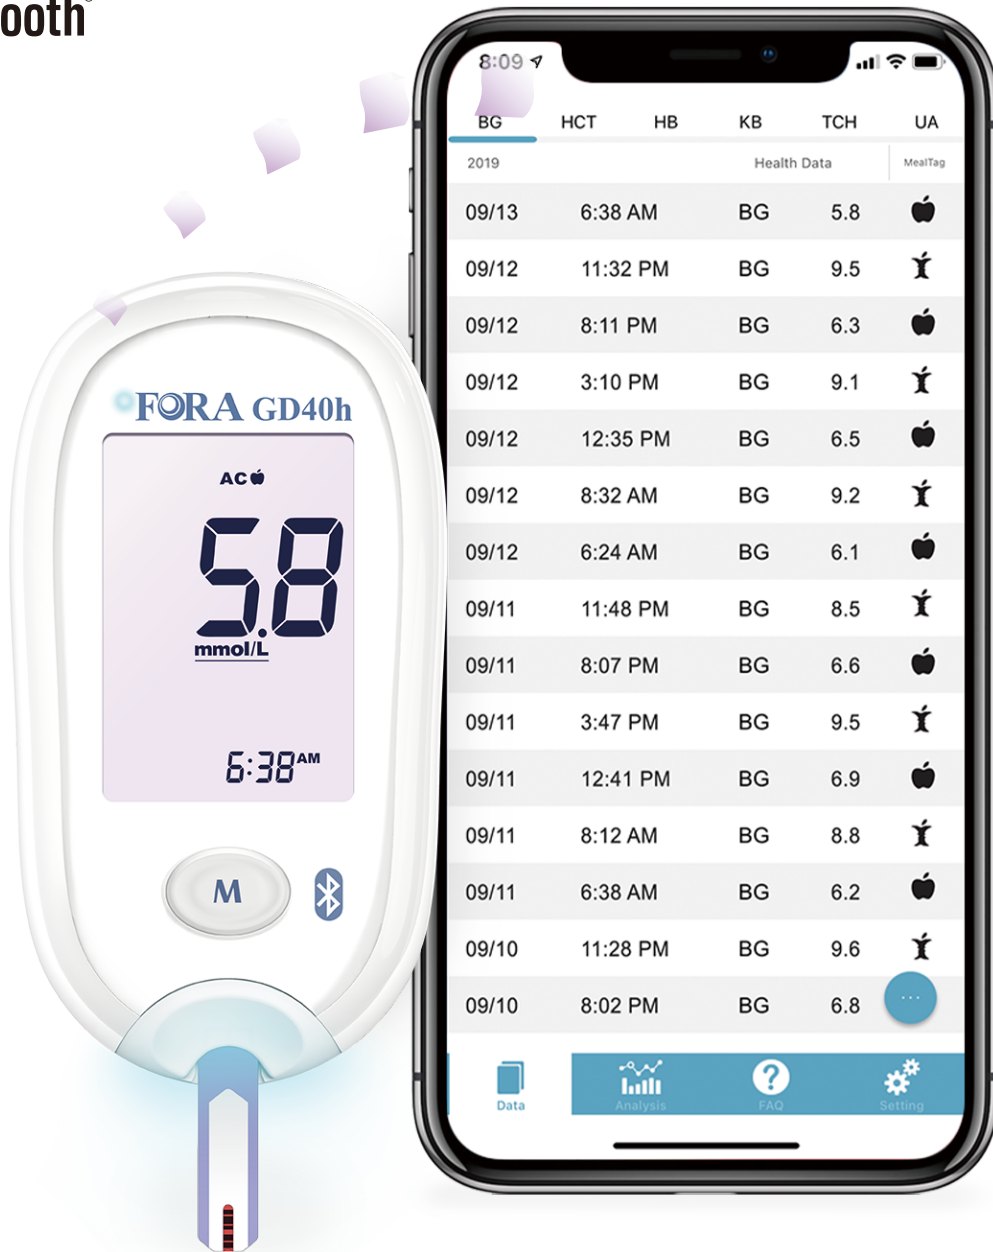 ooth®
8:09
BG HCT HB KB TCH UA
2019 Health Data MealTag
09/13 6:38 AM BG 5.8
09/12 11:32 PM BG 9.5
09/12 8:11 PM BG 6.3
09/12 3:10 PM BG 9.1
09/12 12:35 PM BG 6.5
09/12 8:32 AM BG 9.2
09/12 6:24 AM BG 6.1
09/11 11:48 PM BG 8.5
09/11 8:07 PM BG 6.6
09/11 3:47 PM BG 9.5
09/11 12:41 PM BG 6.9
09/11 8:12 AM BG 8.8
09/11 6:38 AM BG 6.2
09/10 11:28 PM BG 9.6
09/10 8:02 PM BG 6.8
Data Analysis FAQ Setting
FORA GD40h
AC
5.8
mmol/L
6:38 AM
M